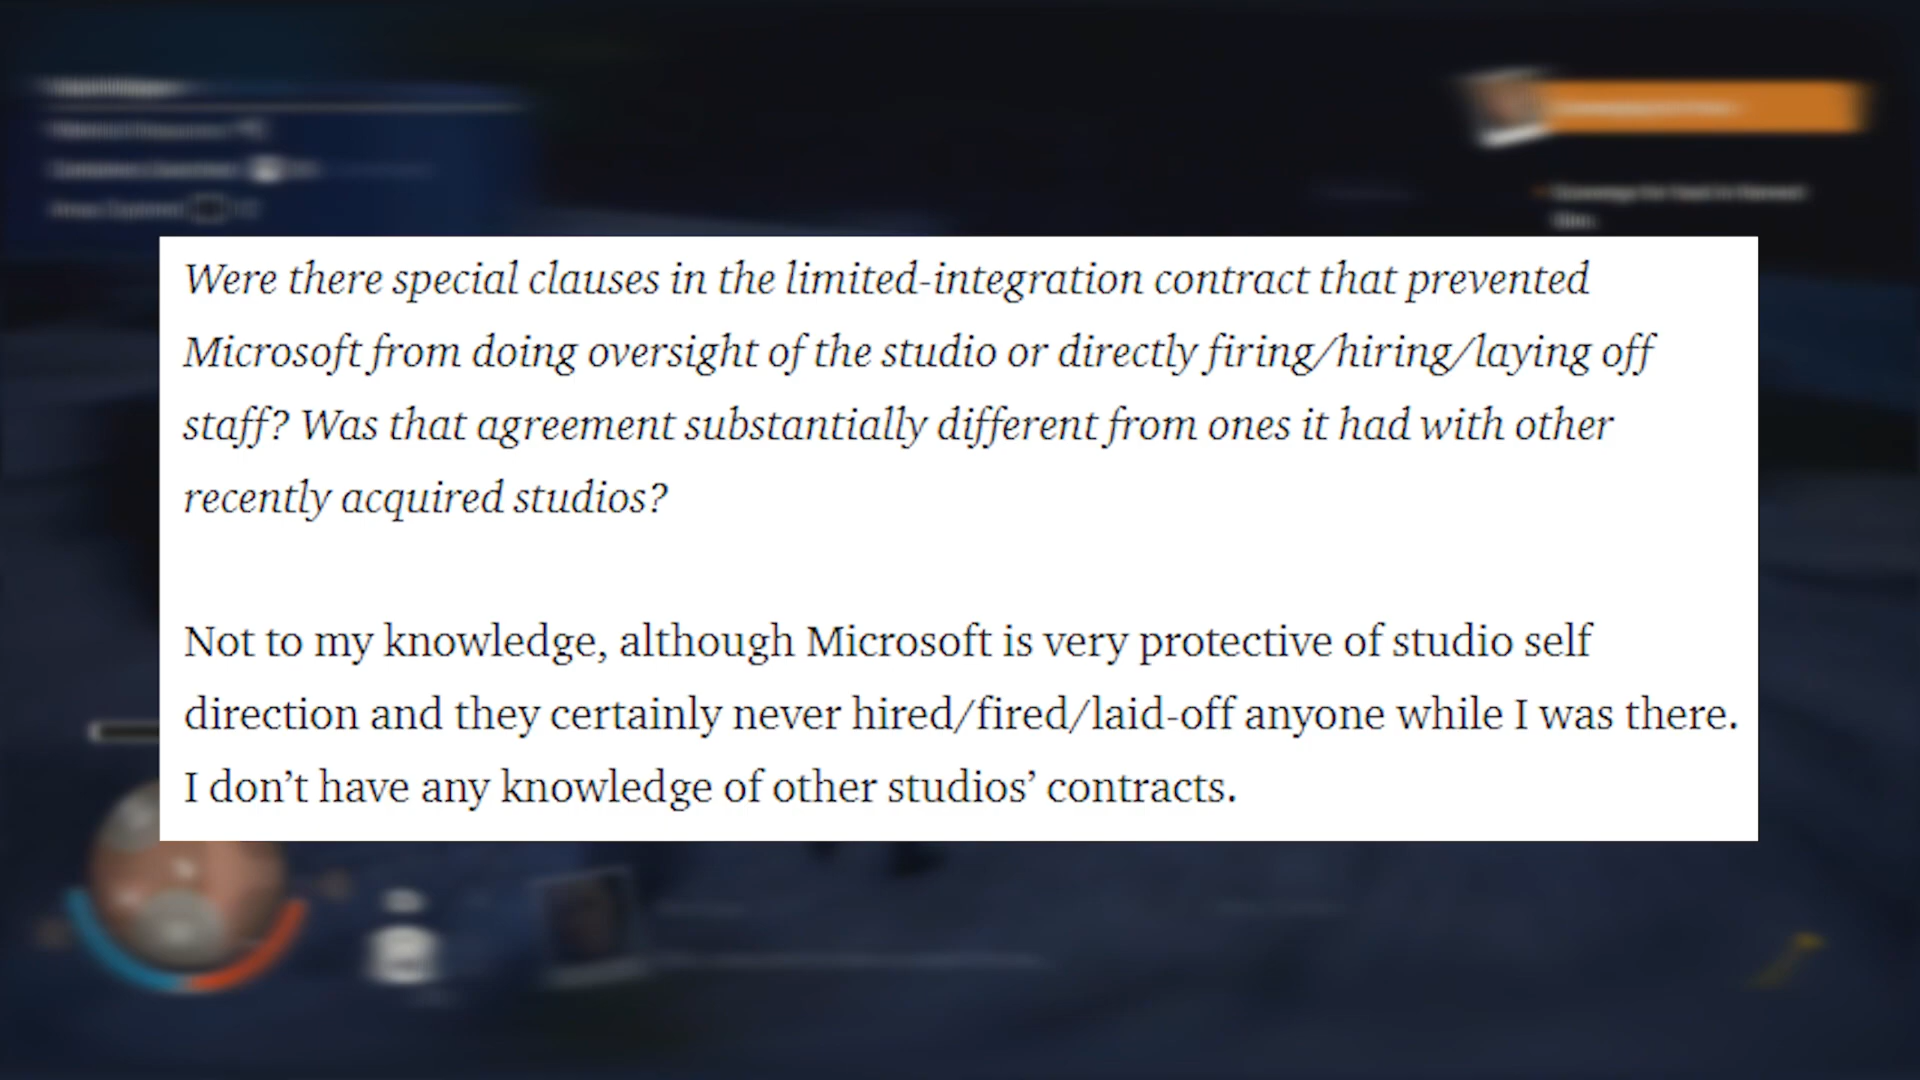 Were there special clauses in the limited-integration contract that prevented
Microsoft from doing oversight of the studio or directly firing/hiring/laying off
staff? Was that agreement substantially different from ones it had with other
recently acquired studios?
Not to my knowledge, although Microsoft is very protective of studio self
direction and they certainly never hired/fired/laid-off anyone while I was there.
I don’t have any knowledge of other studios’ contracts.